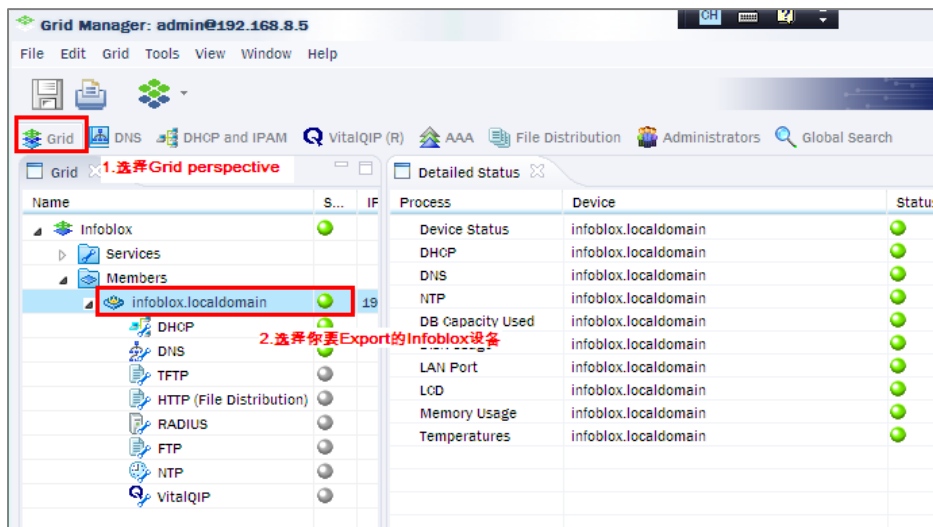 Grid Manager: admin@192.168.8.5
CH
File Edit Grid Tools View Window Help
Grid DNS DHCP and IPAM VitalQIP (R) AAA File Distribution Administrators Global Search
Grid 1.选择Grid perspective Detailed Status
Name S... IF Process Device Status
Infoblox Device Status infoblox.localdomain
Services DHCP infoblox.localdomain
Members DNS infoblox.localdomain
infoblox.localdomain 19 NTP infoblox.localdomain
DHCP DB Capacity Used infoblox.localdomain
2.选择你要Export的Infoblox设备
DNS infoblox.localdomain
TFTP LAN Port infoblox.localdomain
HTTP (File Distribution) LCD infoblox.localdomain
RADIUS Memory Usage infoblox.localdomain
FTP Temperatures infoblox.localdomain
NTP
VitalQIP